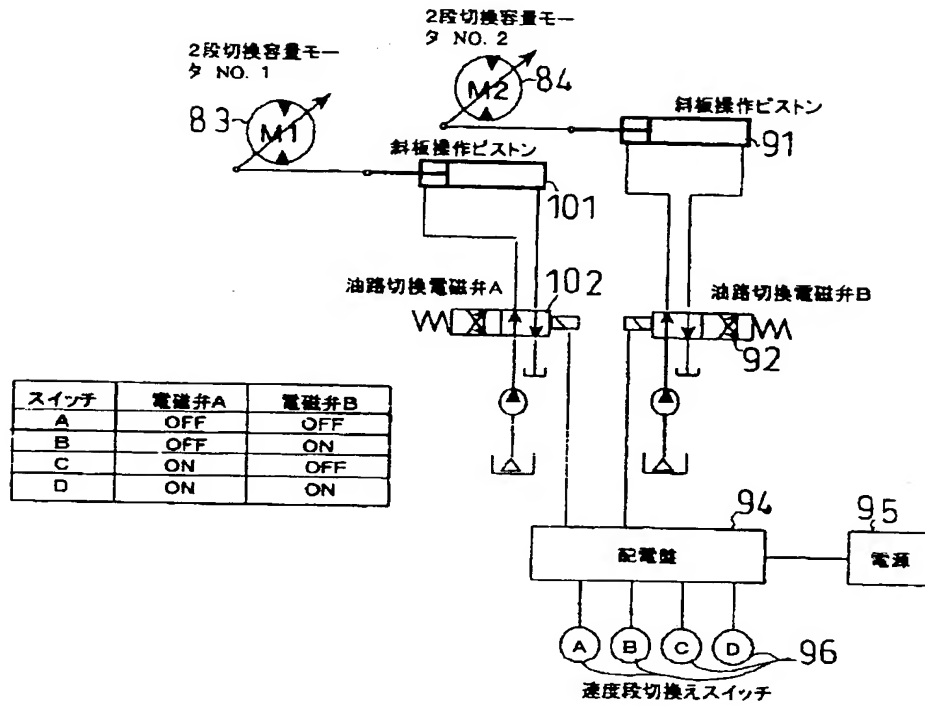 2段切換容量モー
タ NO. 2
84
M2
2段切換容量モー
タ NO. 1
83
M1
斜板操作ピストン
91
斜板操作ピストン
101
油路切換電磁弁A
102
油路切換電磁弁B
92
スイッチ 電磁弁A 電磁弁B
A OFF OFF
B OFF ON
C ON OFF
D ON ON
94
95
配電盤
電源
A B C D
96
速度段切換えスイッチ